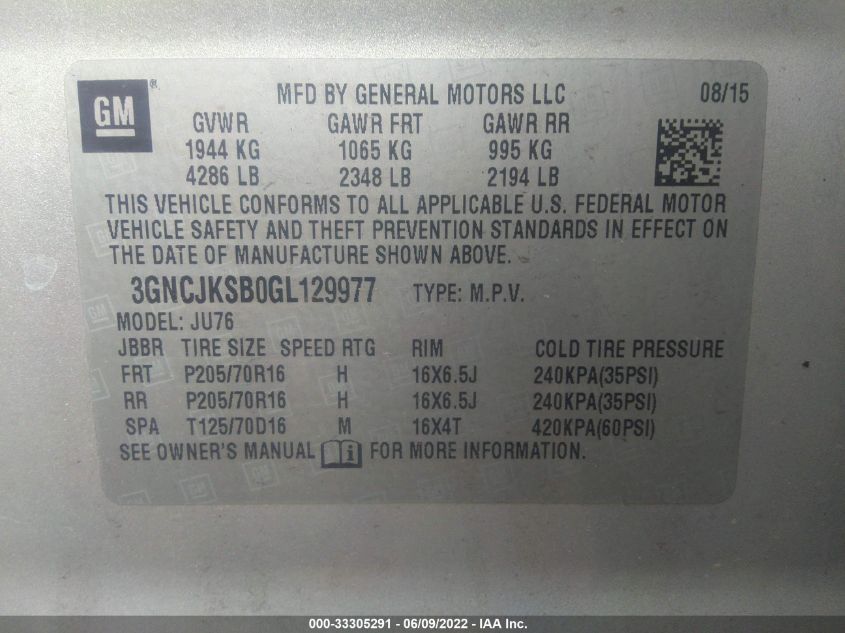 GM ®
MFD BY GENERAL MOTORS LLC 08/15
GVWR GAWR FRT GAWR RR
1944 KG 1065 KG 995 KG
4286 LB 2348 LB 2194 LB
THIS VEHICLE CONFORMS TO ALL APPLICABLE U.S. FEDERAL MOTOR
VEHICLE SAFETY AND THEFT PREVENTION STANDARDS IN EFFECT ON
THE DATE OF MANUFACTURE SHOWN ABOVE.
3GNCJKSB0GL129977 TYPE: M.P.V.
MODEL: JU76
JBBR TIRE SIZE SPEED RTG RIM COLD TIRE PRESSURE
FRT P205/70R16 H 16X6.5J 240KPA(35PSI)
RR P205/70R16 H 16X6.5J 240KPA(35PSI)
SPA T125/70D16 M 16X4T 420KPA(60PSI)
SEE OWNER'S MANUAL i FOR MORE INFORMATION.
000-33305291 - 06/09/2022 - IAA Inc.